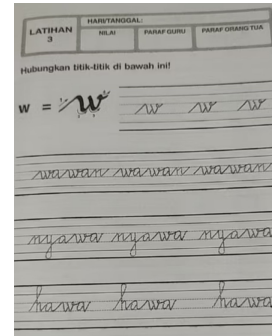 LATIHAN
3
HARI/TANGGAL:
NILAI PARAF GURU PARAF ORANG TUA
Hubungkan titik-titik di bawah ini!
w = w w w w
wawan wawan wawan
nyawa nyawa nyawa
hawa hawa hawa